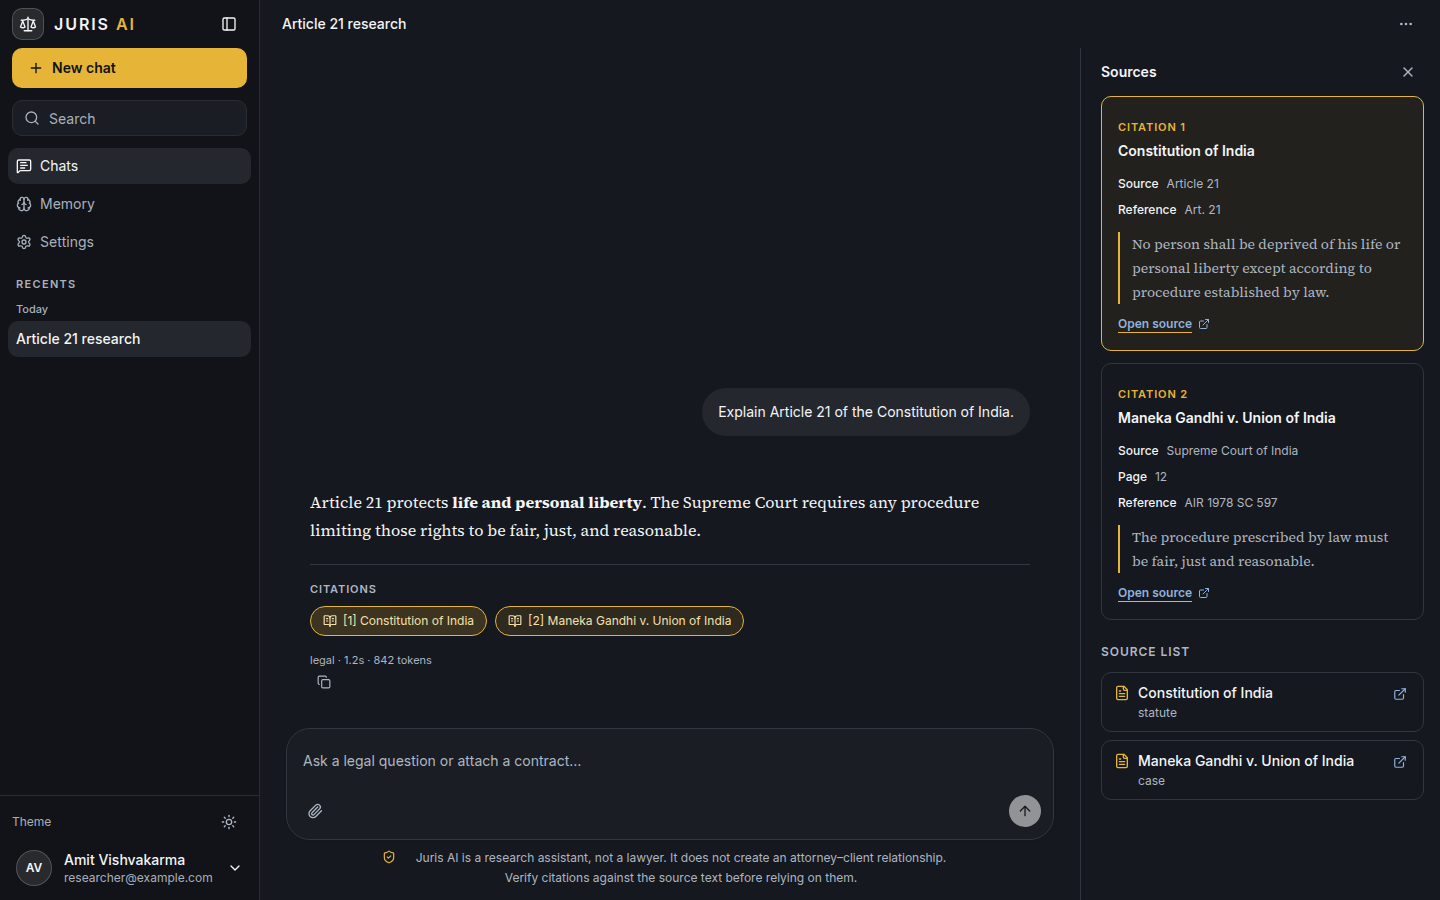 JURIS AI
New chat
Search
Chats
Memory
Settings
RECENTS
Today
Article 21 research
Theme
AV
Amit Vishvakarma
researcher@example.com
Article 21 research
Explain Article 21 of the Constitution of India.
Article 21 protects life and personal liberty. The Supreme Court requires any procedure
limiting those rights to be fair, just, and reasonable.
CITATIONS
[1] Constitution of India
[2] Maneka Gandhi v. Union of India
legal · 1.2s · 842 tokens
Ask a legal question or attach a contract...
Juris AI is a research assistant, not a lawyer. It does not create an attorney–client relationship.
Verify citations against the source text before relying on them.
Sources
CITATION 1
Constitution of India
Source Article 21
Reference Art. 21
No person shall be deprived of his life or
personal liberty except according to
procedure established by law.
Open source
CITATION 2
Maneka Gandhi v. Union of India
Source Supreme Court of India
Page 12
Reference AIR 1978 SC 597
The procedure prescribed by law must
be fair, just and reasonable.
Open source
SOURCE LIST
Constitution of India
statute
Maneka Gandhi v. Union of India
case